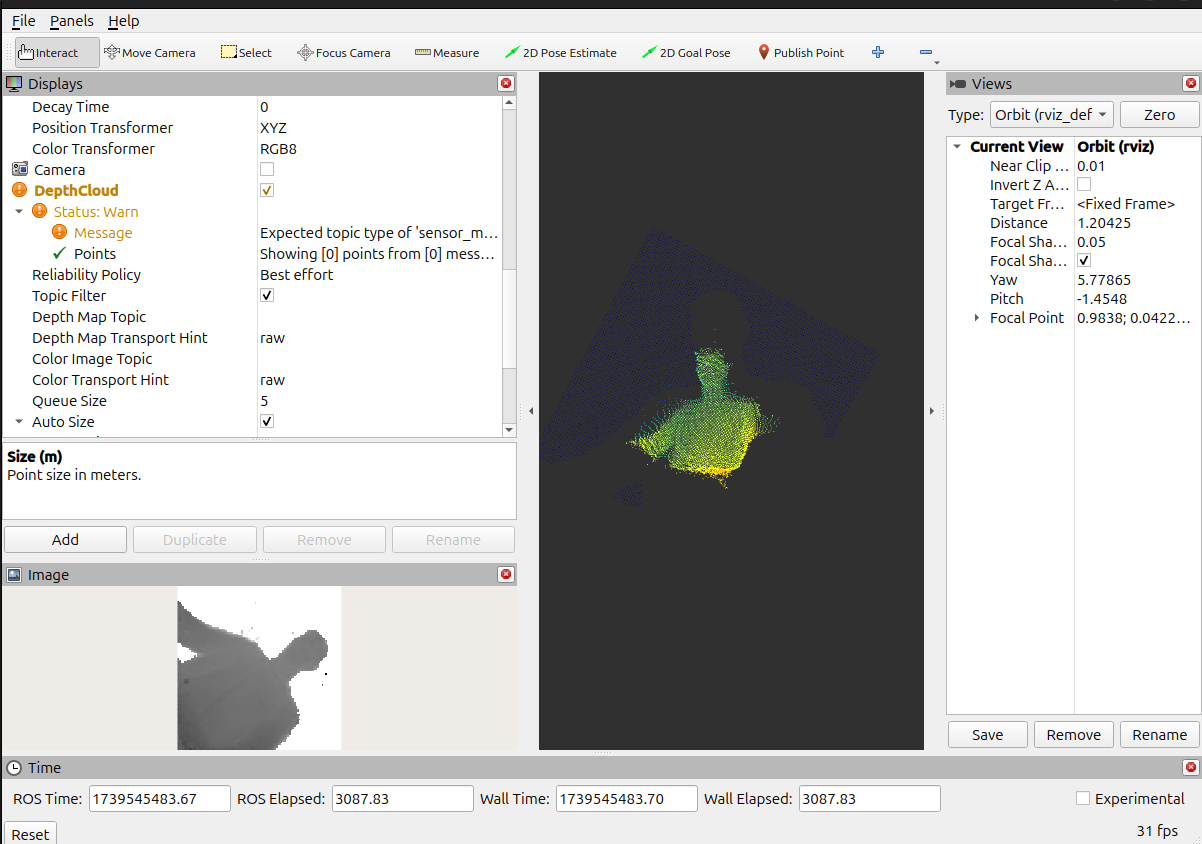 File Panels Help
Interact Move Camera Select Focus Camera Measure 2D Pose Estimate 2D Goal Pose Publish Point
Displays
Decay Time 0
Position Transformer XYZ
Color Transformer RGB8
Camera
DepthCloud
Status: Warn
Message Expected topic type of 'sensor_m...
Points Showing [0] points from [0] mess...
Reliability Policy Best effort
Topic Filter
Depth Map Topic
Depth Map Transport Hint raw
Color Image Topic
Color Transport Hint raw
Queue Size 5
Auto Size
Size (m)
Point size in meters.
Add Duplicate Remove Rename
Image
Views
Type: Orbit (rviz_def Zero
Current View Orbit (rviz)
Near Clip ... 0.01
Invert Z A...
Target Fr... <Fixed Frame>
Distance 1.20425
Focal Sha... 0.05
Focal Sha...
Yaw 5.77865
Pitch -1.4548
Focal Point 0.9838; 0.0422...
Save Remove Rename
Time
ROS Time: 1739545483.67 ROS Elapsed: 3087.83 Wall Time: 1739545483.70 Wall Elapsed: 3087.83 Experimental
Reset 31 fps